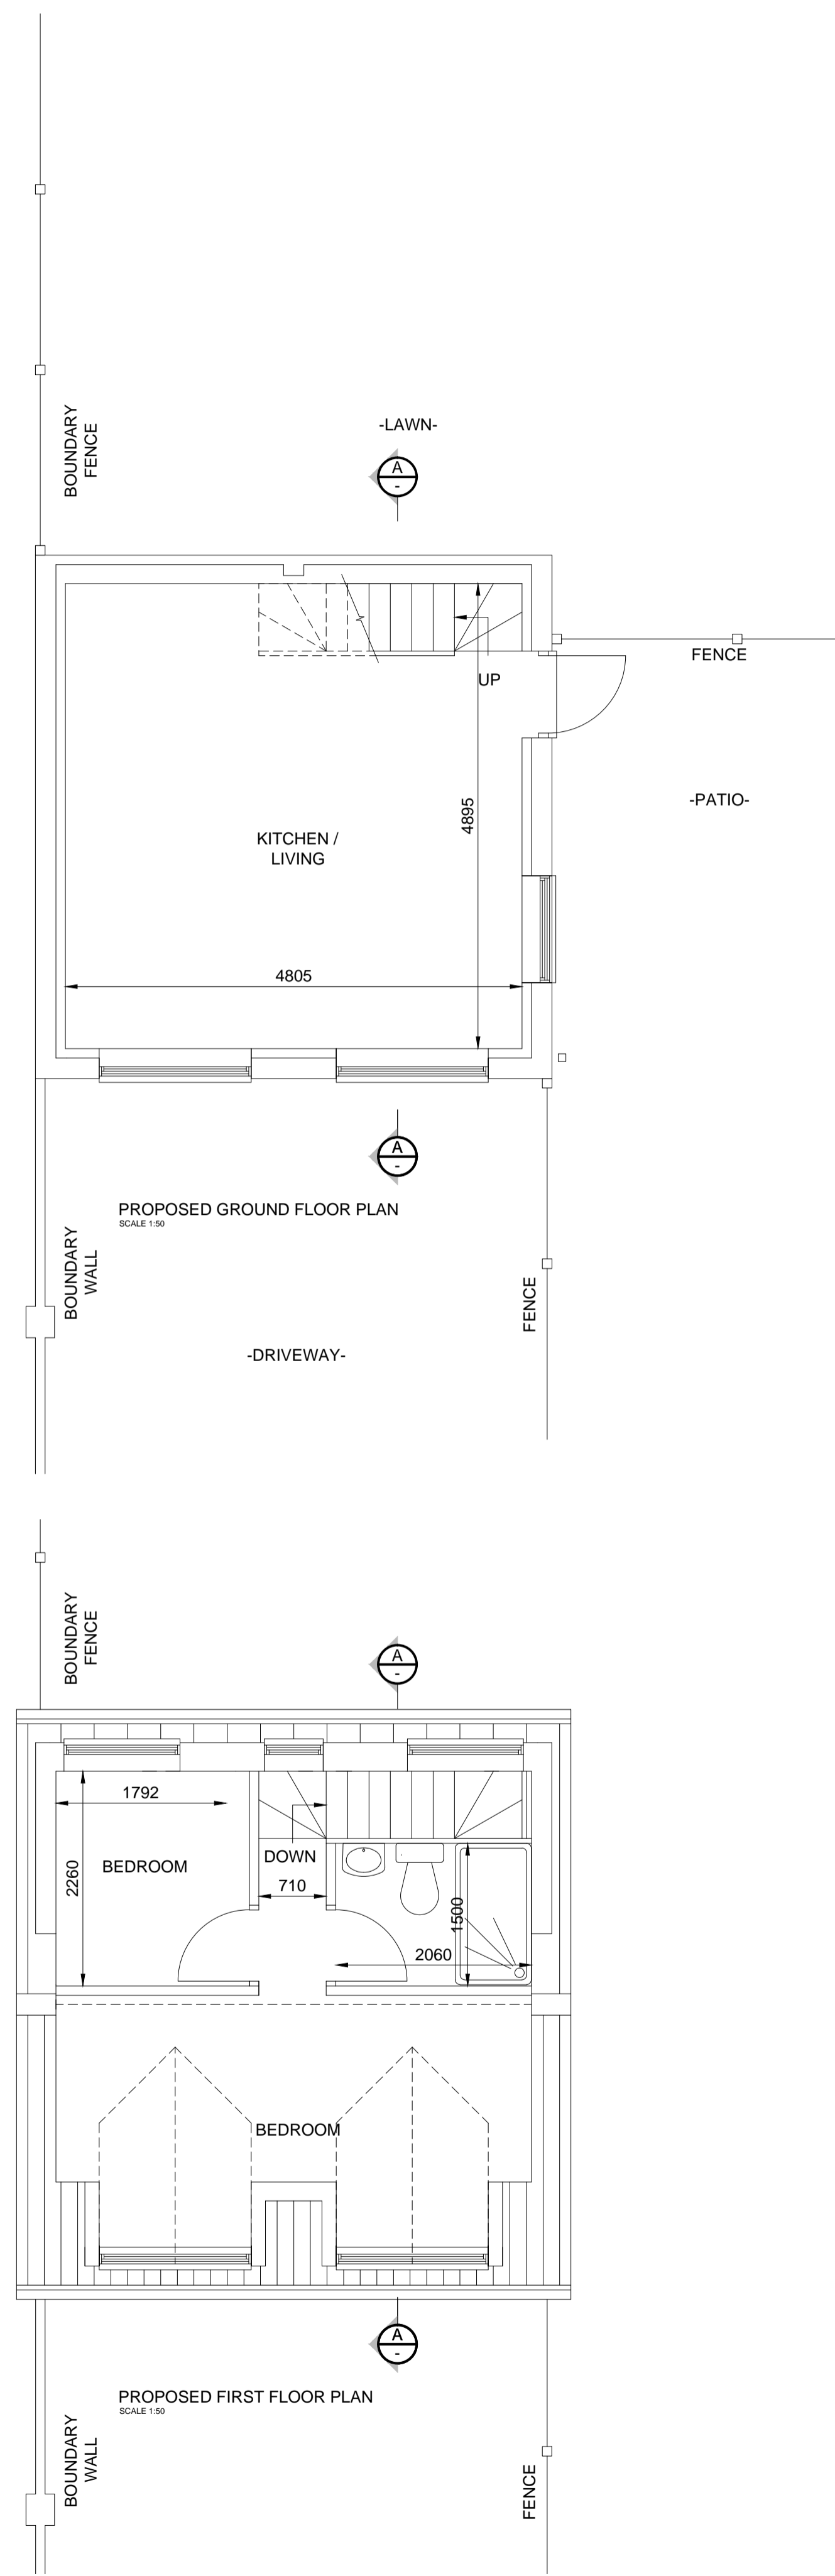 BOUNDARY
FENCE
-LAWN-
A
-
UP
FENCE
-PATIO-
4895
KITCHEN /
LIVING
4805
A
-
PROPOSED GROUND FLOOR PLAN
SCALE 1:50
BOUNDARY
WALL
FENCE
-DRIVEWAY-
BOUNDARY
FENCE
A
-
1792
BEDROOM
2260
DOWN
710
1500
2060
BEDROOM
A
-
PROPOSED FIRST FLOOR PLAN
SCALE 1:50
BOUNDARY
WALL
FENCE